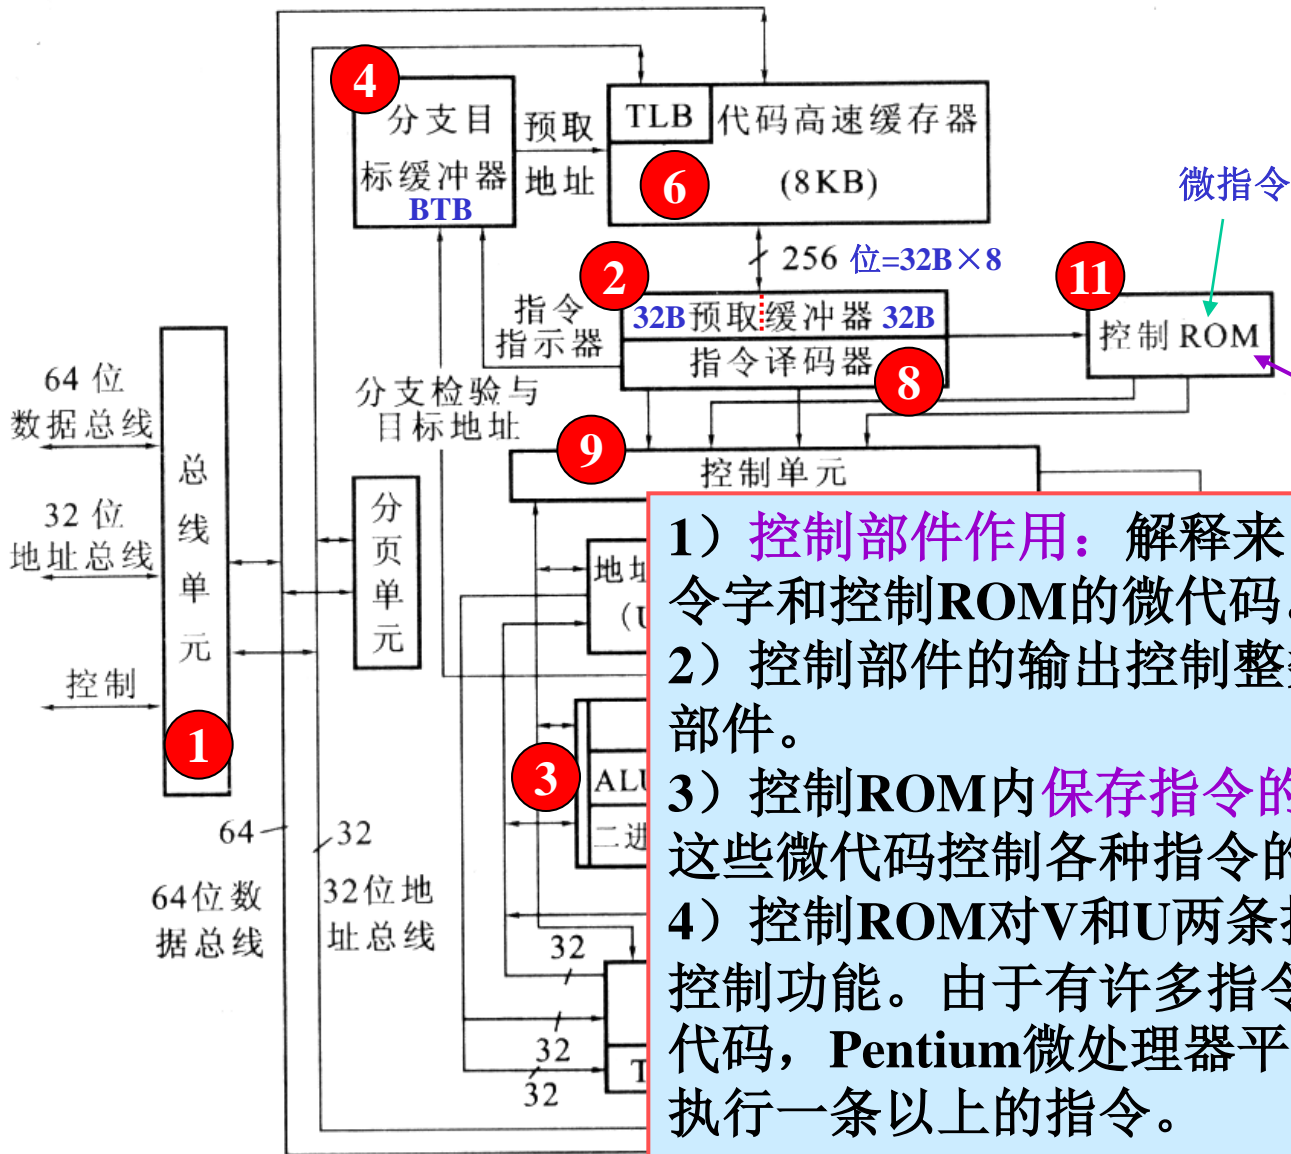 4
分支目
标缓冲器
BTB
预取
地址
TLB
代码高速缓存器
(8KB)
6
微指令
256 位=32B×8
2
11
32B预取缓冲器 32B
指令译码器
8
控制ROM
指令
指示器
分支检验与
目标地址
64 位
数据总线
32 位
地址总线
控制
总线单元
1
分页单元
9
控制单元
地址
(U
3
ALU
二进
64
32
64位数
据总线
32位地
址总线
32
32
32
T
1）控制部件作用：解释来
令字和控制ROM的微代码
2）控制部件的输出控制整
部件。
3）控制ROM内保存指令的
这些微代码控制各种指令的
4）控制ROM对V和U两条
控制功能。由于有许多指令
代码，Pentium微处理器平
执行一条以上的指令。